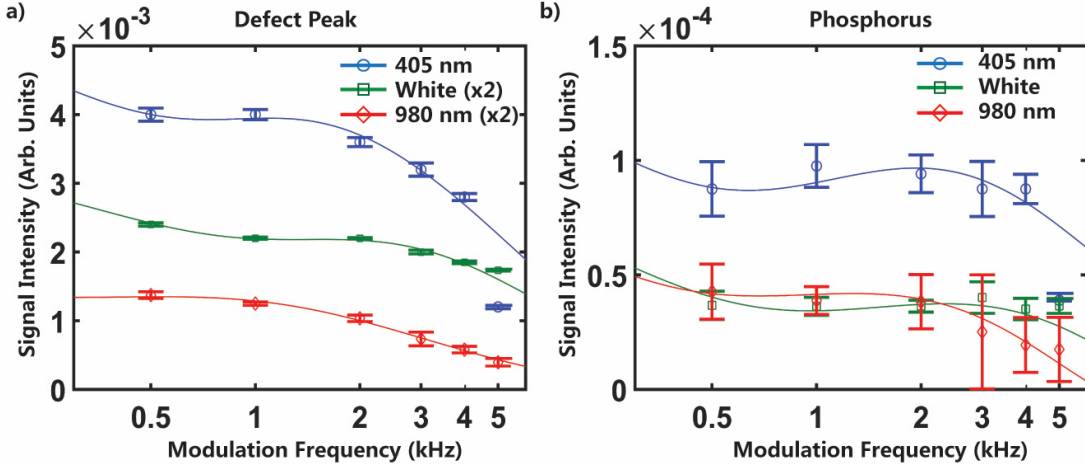 a)
Defect Peak
×10⁻³
5
4
3
2
1
0
Signal Intensity (Arb. Units)
405 nm
White (x2)
980 nm (x2)
0.5 1 2 3 4 5
Modulation Frequency (kHz)
b)
Phosphorus
×10⁻⁴
1.5
1
0.5
0
Signal Intensity (Arb. Units)
405 nm
White
980 nm
0.5 1 2 3 4 5
Modulation Frequency (kHz)